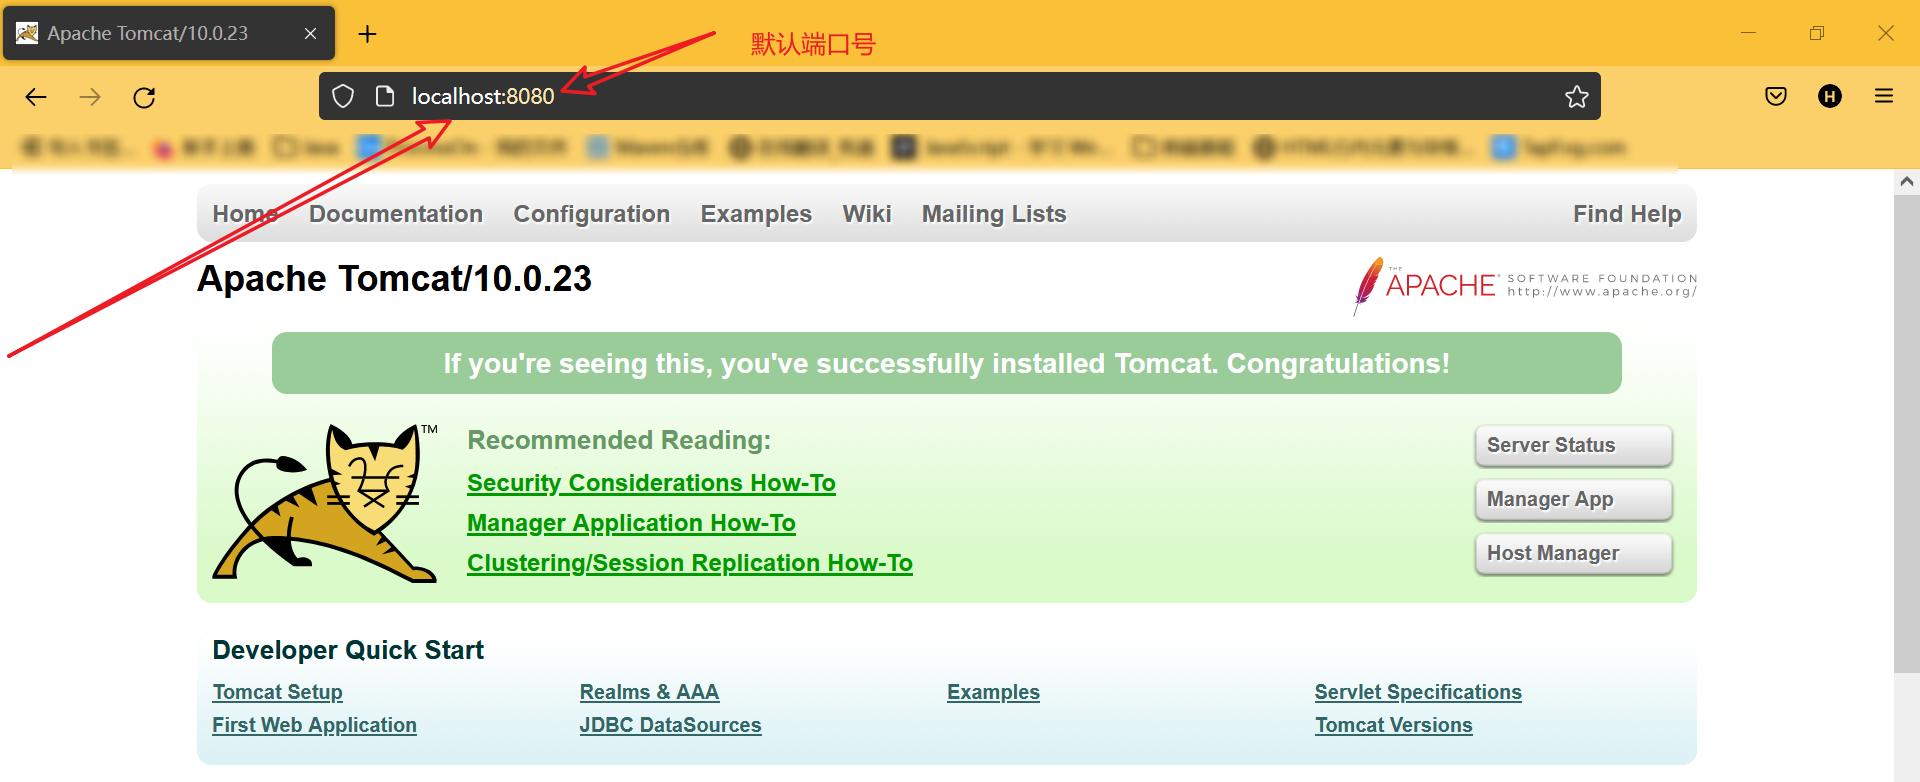 Apache Tomcat/10.0.23
默认端口号
localhost:8080
H
Home Documentation Configuration Examples Wiki Mailing Lists Find Help
Apache Tomcat/10.0.23
THE APACHE® SOFTWARE FOUNDATION
http://www.apache.org/
If you're seeing this, you've successfully installed Tomcat. Congratulations!
TM
Recommended Reading:
Security Considerations How-To
Manager Application How-To
Clustering/Session Replication How-To
Server Status
Manager App
Host Manager
Developer Quick Start
Tomcat Setup
First Web Application
Realms & AAA
JDBC DataSources
Examples
Servlet Specifications
Tomcat Versions